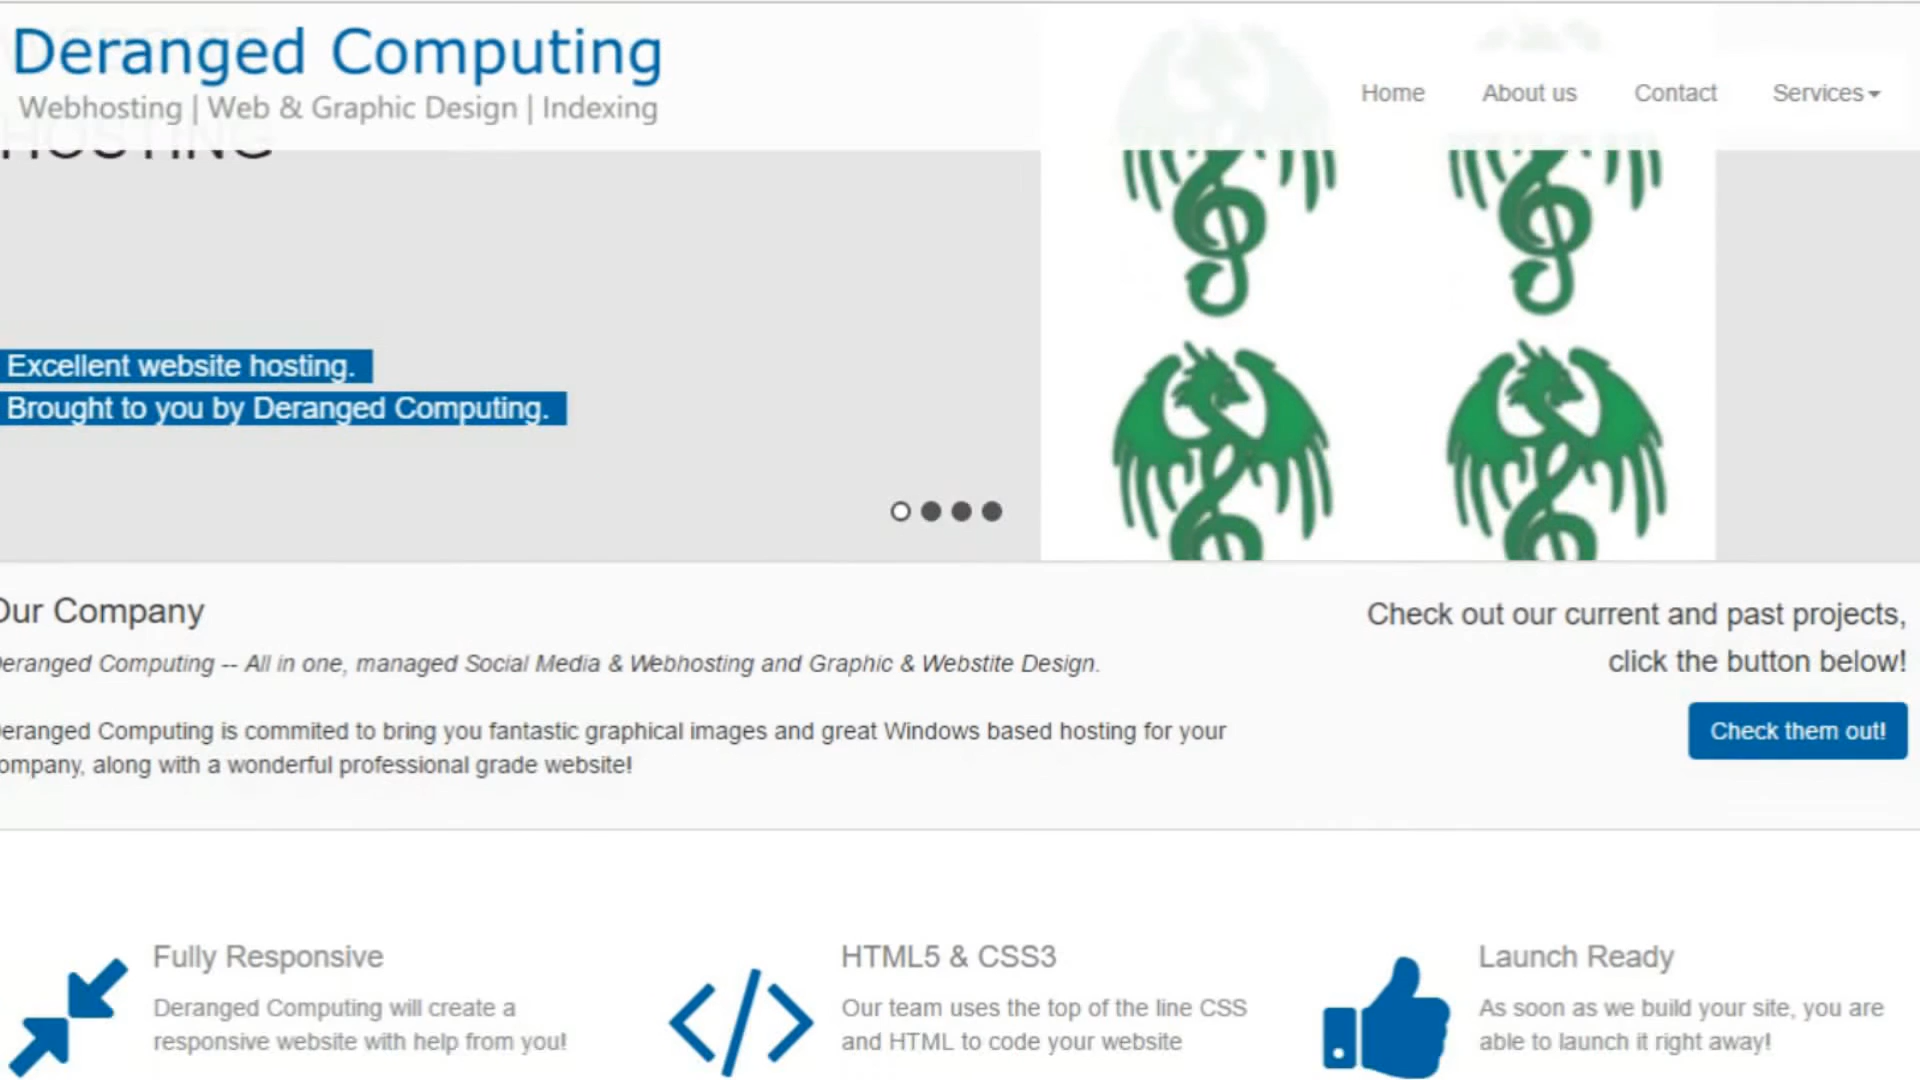 Deranged Computing
Webhosting | Web & Graphic Design | Indexing
Home About us Contact Services
HOSTING
Excellent website hosting.
Brought to you by Deranged Computing.
Our Company
Deranged Computing -- All in one, managed Social Media & Webhosting and Graphic & Webstite Design.
Deranged Computing is commited to bring you fantastic graphical images and great Windows based hosting for your
company, along with a wonderful professional grade website!
Check out our current and past projects,
click the button below!
Check them out!
Fully Responsive
Deranged Computing will create a
responsive website with help from you!
HTML5 & CSS3
Our team uses the top of the line CSS
and HTML to code your website
Launch Ready
As soon as we build your site, you are
able to launch it right away!